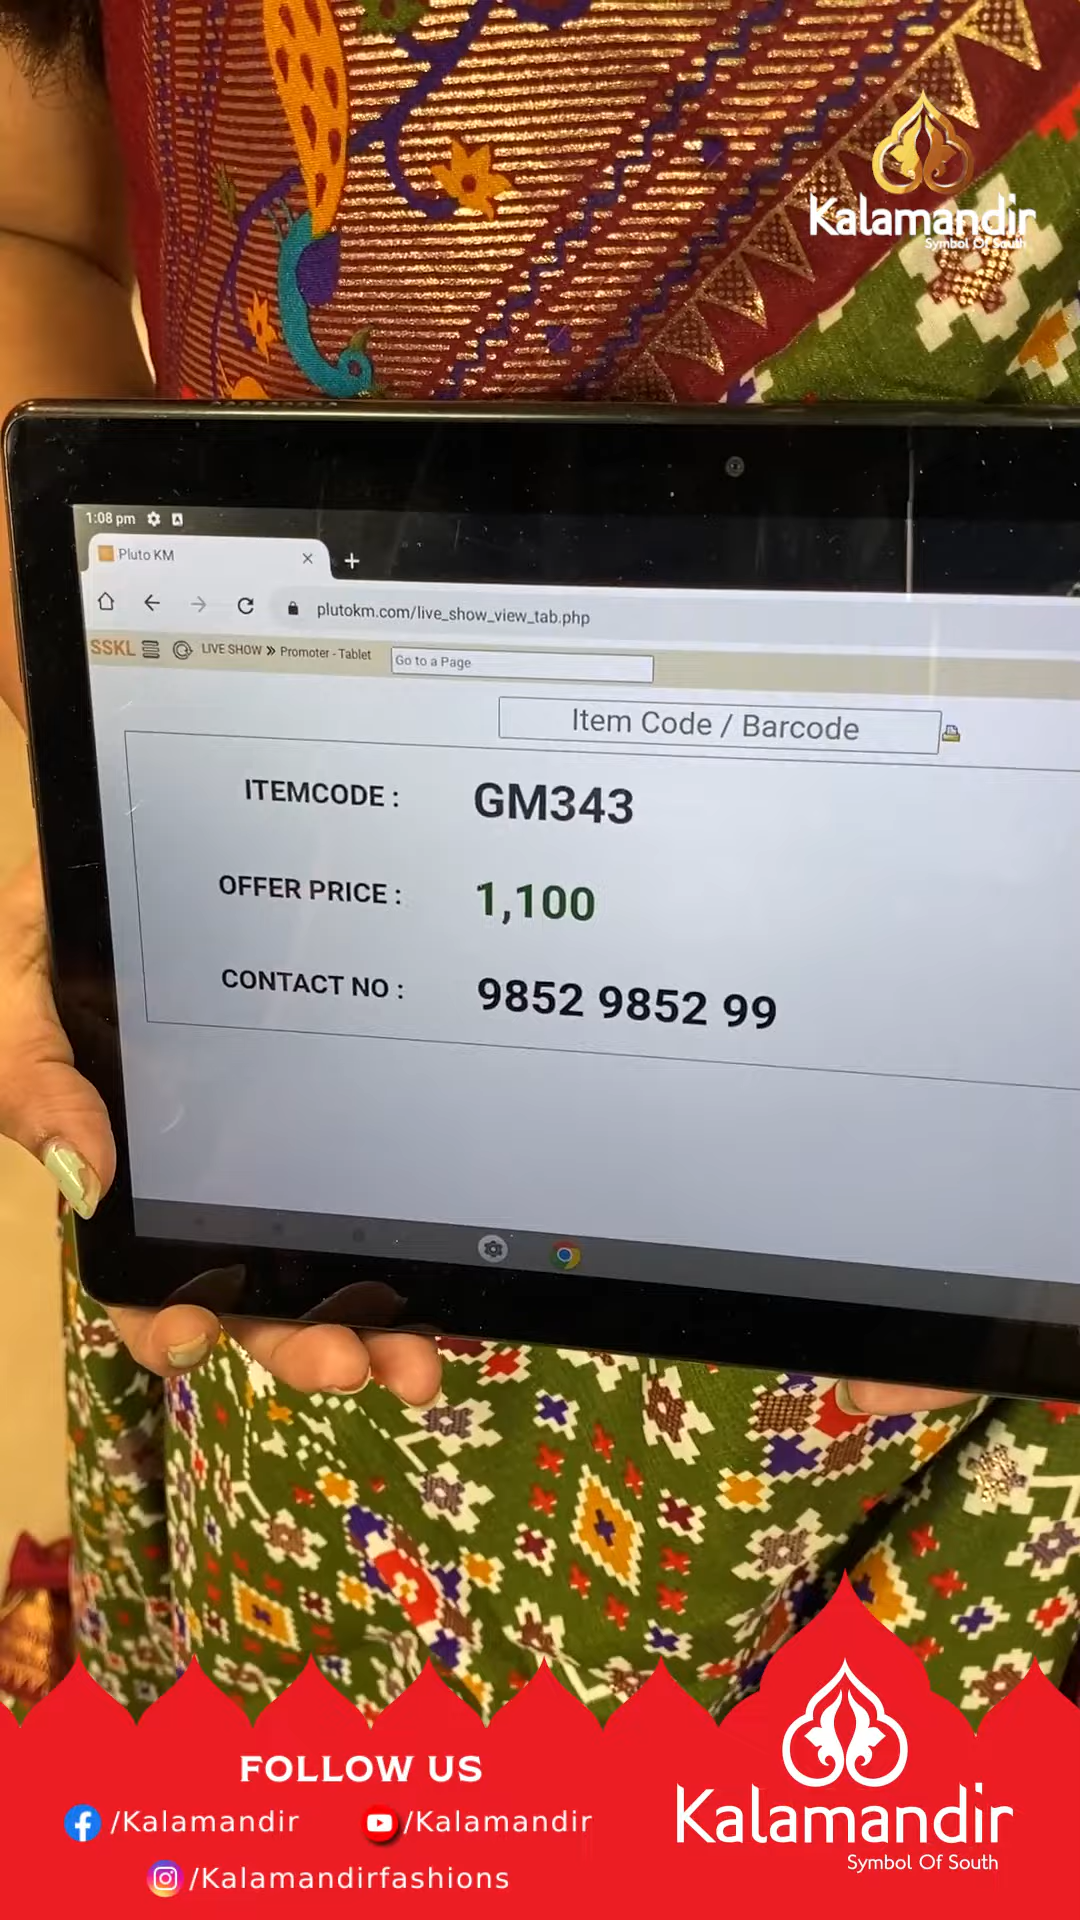 Kalamandir
Symbol Of South
1:08 pm
Pluto KM
plutokm.com/live_show_view_tab.php
SSKL
LIVE SHOW » Promoter - Tablet
Go to a Page
Item Code / Barcode
ITEMCODE : GM343
OFFER PRICE : 1,100
CONTACT NO : 9852 9852 99
FOLLOW US
/Kalamandir
/Kalamandir
/Kalamandirfashions
Kalamandir
Symbol Of South